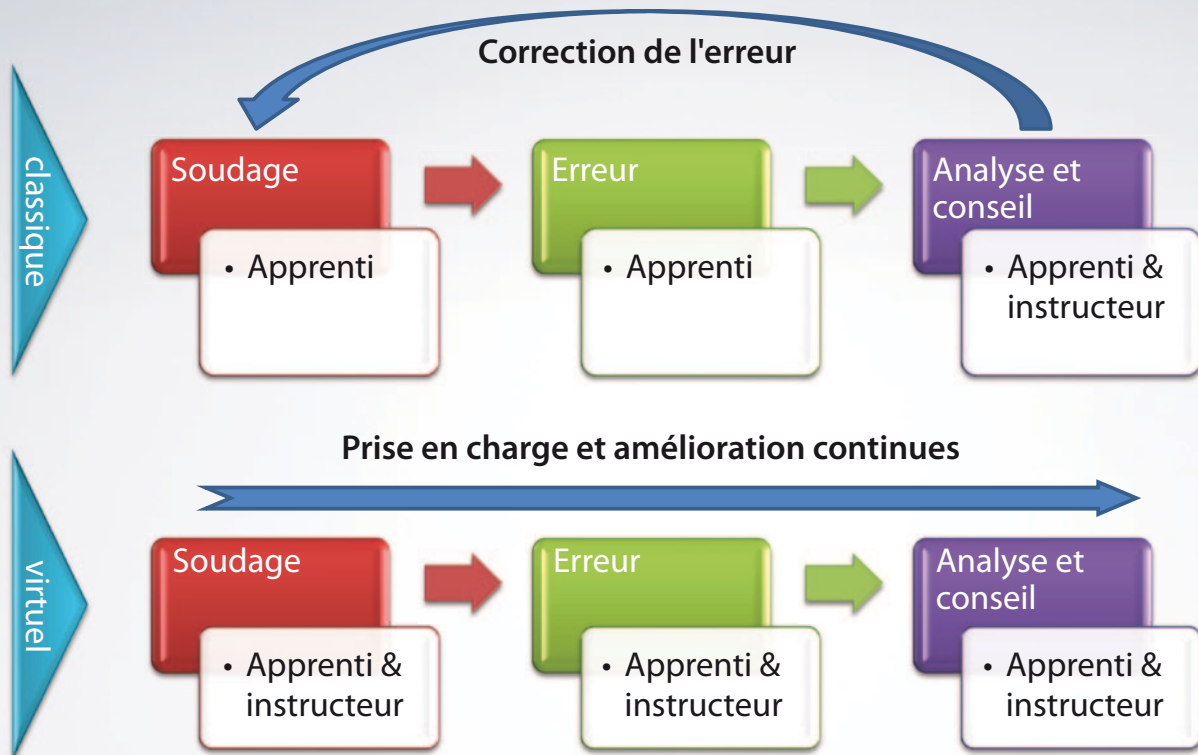 Correction de l'erreur
classique
Soudage
• Apprenti
Erreur
• Apprenti
Analyse et
conseil
• Apprenti &
instructeur
Prise en charge et amélioration continues
virtuel
Soudage
• Apprenti &
instructeur
Erreur
• Apprenti &
instructeur
Analyse et
conseil
• Apprenti &
instructeur